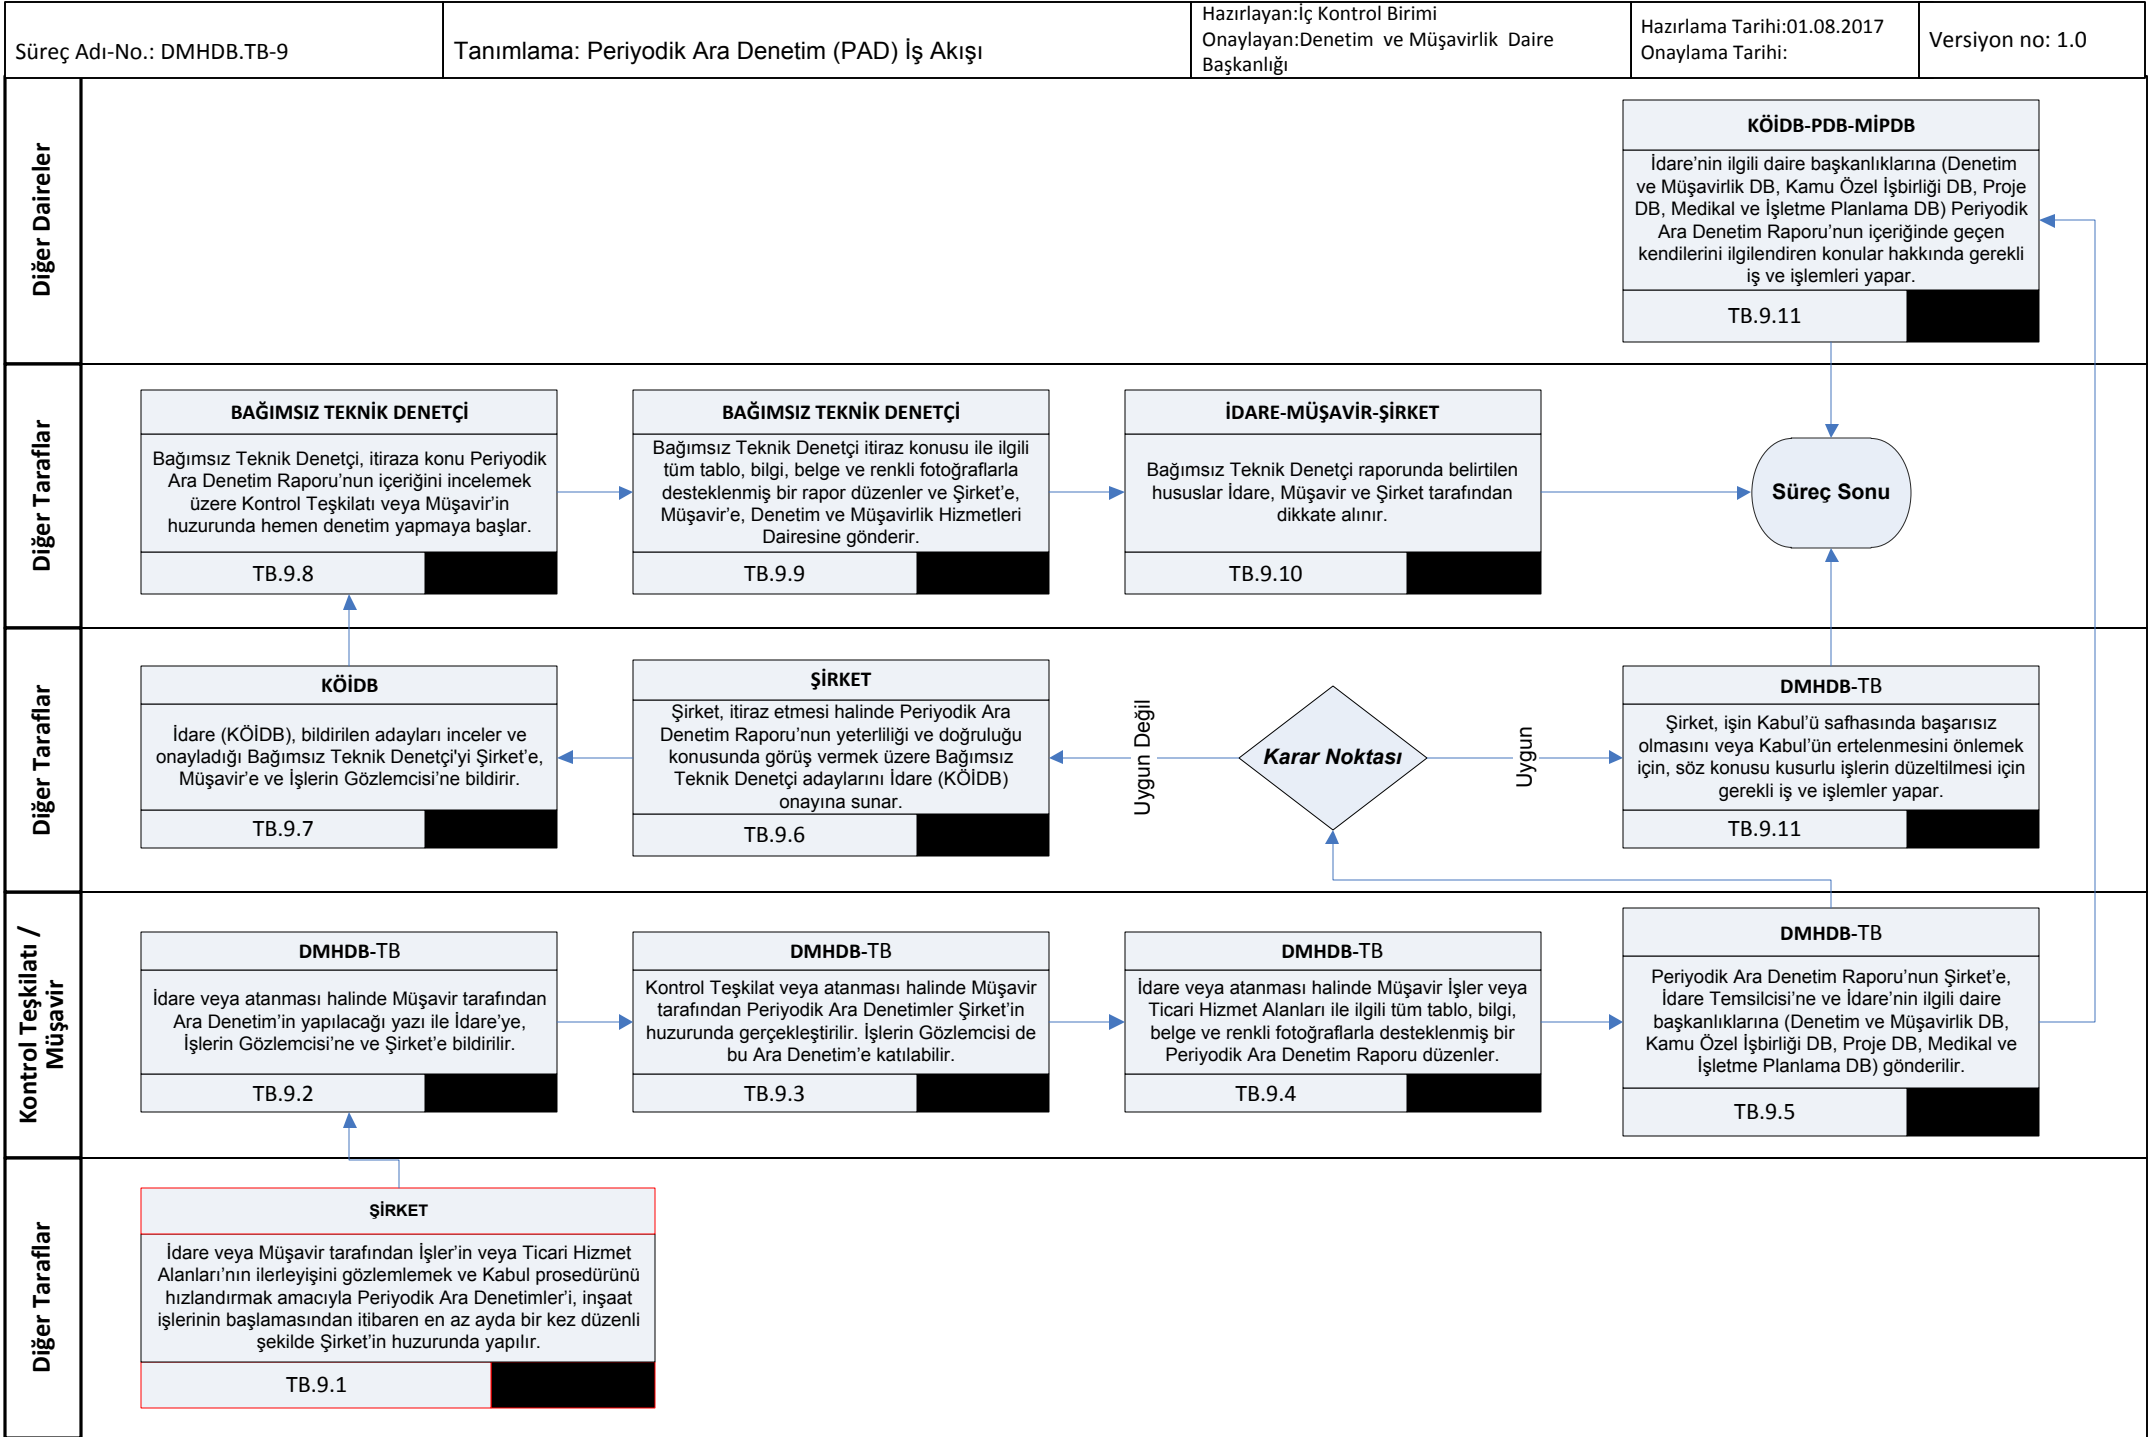 Süreç Adı-No.: DMHDB.TB-9
Tanımlama: Periyodik Ara Denetim (PAD) İş Akışı
Hazırlayan:İç Kontrol Birimi
Onaylayan:Denetim ve Müşavirlik Daire
Başkanlığı
Hazırlama Tarihi:01.08.2017
Onaylama Tarihi:
Versiyon no: 1.0
Diğer Daireler
KÖİDB-PDB-MİPDB
İdare’nin ilgili daire başkanlıklarına (Denetim
ve Müşavirlik DB, Kamu Özel İşbirliği DB, Proje
DB, Medikal ve İşletme Planlama DB) Periyodik
Ara Denetim Raporu’nun içeriğinde geçen
kendilerini ilgilendiren konular hakkında gerekli
iş ve işlemleri yapar.
TB.9.11
Diğer Taraflar
BAĞIMSIZ TEKNİK DENETÇİ
Bağımsız Teknik Denetçi, itiraza konu Periyodik
Ara Denetim Raporu’nun içeriğini incelemek
üzere Kontrol Teşkilatı veya Müşavir’in
huzurunda hemen denetim yapmaya başlar.
TB.9.8
BAĞIMSIZ TEKNİK DENETÇİ
Bağımsız Teknik Denetçi itiraz konusu ile ilgili
tüm tablo, bilgi, belge ve renkli fotoğraflarla
desteklenmiş bir rapor düzenler ve Şirket’e,
Müşavir’e, Denetim ve Müşavirlik Hizmetleri
Dairesine gönderir.
TB.9.9
İDARE-MÜŞAVİR-ŞİRKET
Bağımsız Teknik Denetçi raporunda belirtilen
hususlar İdare, Müşavir ve Şirket tarafından
dikkate alınır.
TB.9.10
Süreç Sonu
Diğer Taraflar
KÖİDB
İdare (KÖİDB), bildirilen adayları inceler ve
onayladığı Bağımsız Teknik Denetçi'yi Şirket’e,
Müşavir’e ve İşlerin Gözlemcisi’ne bildirir.
TB.9.7
ŞİRKET
Şirket, itiraz etmesi halinde Periyodik Ara
Denetim Raporu’nun yeterliliği ve doğruluğu
konusunda görüş vermek üzere Bağımsız
Teknik Denetçi adaylarını İdare (KÖİDB)
onayına sunar.
TB.9.6
Uygun Değil
Karar Noktası
Uygun
DMHDB-TB
Şirket, işin Kabul’ü safhasında başarısız
olmasını veya Kabul’ün ertelenmesini önlemek
için, söz konusu kusurlu işlerin düzeltilmesi için
gerekli iş ve işlemler yapar.
TB.9.11
Kontrol Teşkilatı /
Müşavir
DMHDB-TB
İdare veya atanması halinde Müşavir tarafından
Ara Denetim’in yapılacağı yazı ile İdare’ye,
İşlerin Gözlemcisi’ne ve Şirket’e bildirilir.
TB.9.2
DMHDB-TB
Kontrol Teşkilat veya atanması halinde Müşavir
tarafından Periyodik Ara Denetimler Şirket’in
huzurunda gerçekleştirilir. İşlerin Gözlemcisi de
bu Ara Denetim’e katılabilir.
TB.9.3
DMHDB-TB
İdare veya atanması halinde Müşavir İşler veya
Ticari Hizmet Alanları ile ilgili tüm tablo, bilgi,
belge ve renkli fotoğraflarla desteklenmiş bir
Periyodik Ara Denetim Raporu düzenler.
TB.9.4
DMHDB-TB
Periyodik Ara Denetim Raporu’nun Şirket’e,
İdare Temsilcisi’ne ve İdare’nin ilgili daire
başkanlıklarına (Denetim ve Müşavirlik DB,
Kamu Özel İşbirliği DB, Proje DB, Medikal ve
İşletme Planlama DB) gönderilir.
TB.9.5
Diğer Taraflar
ŞİRKET
İdare veya Müşavir tarafından İşler’in veya Ticari Hizmet
Alanları’nın ilerleyişini gözlemlemek ve Kabul prosedürünü
hızlandırmak amacıyla Periyodik Ara Denetimler’i, inşaat
işlerinin başlamasından itibaren en az ayda bir kez düzenli
şekilde Şirket’in huzurunda yapılır.
TB.9.1